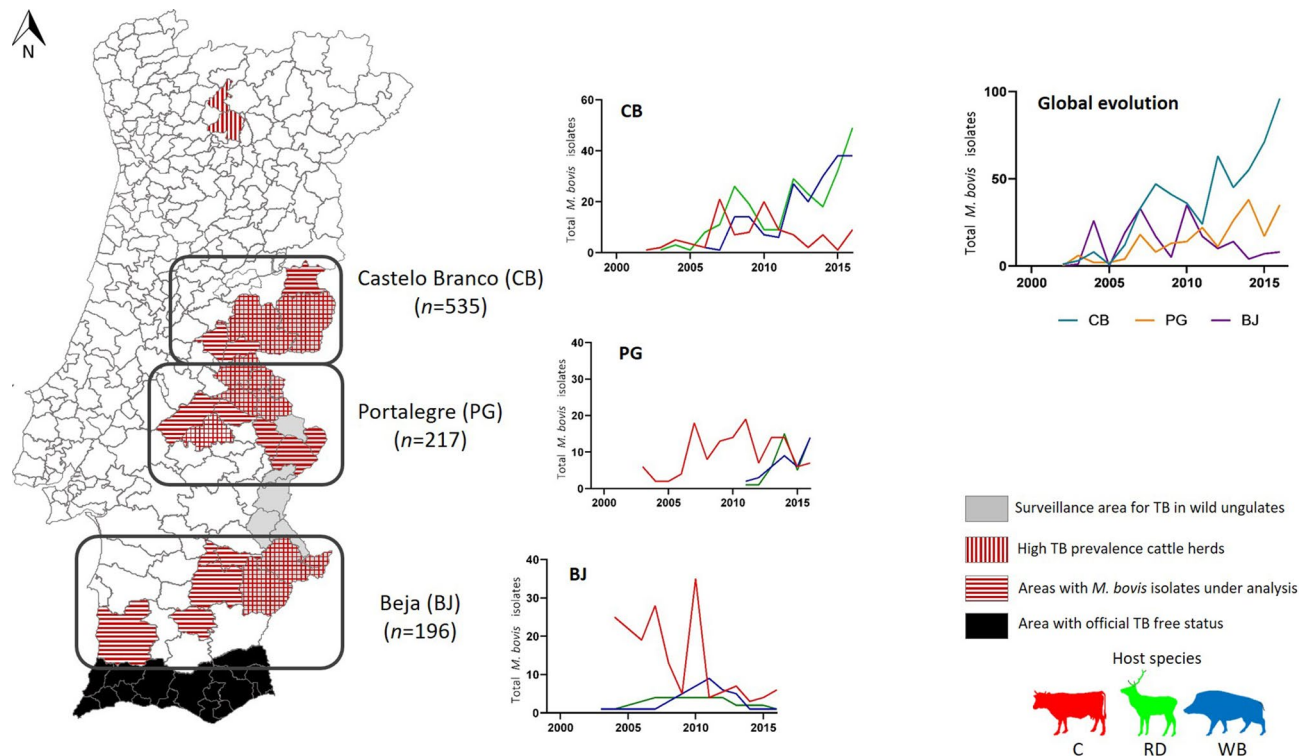 N
Castelo Branco (CB)
(n=535)
Portalegre (PG)
(n=217)
Beja (BJ)
(n=196)
CB
Total M. bovis isolates
60
40
20
0
2000
2005
2010
2015
PG
Total M. bovis isolates
40
30
20
10
0
2000
2005
2010
2015
BJ
Total M. bovis isolates
40
30
20
10
0
2000
2005
2010
2015
Global evolution
Total M. bovis isolates
100
50
0
2000
2005
2010
2015
CB
PG
BJ
Surveillance area for TB in wild ungulates
High TB prevalence cattle herds
Areas with M. bovis isolates under analysis
Area with official TB free status
Host species
C
RD
WB